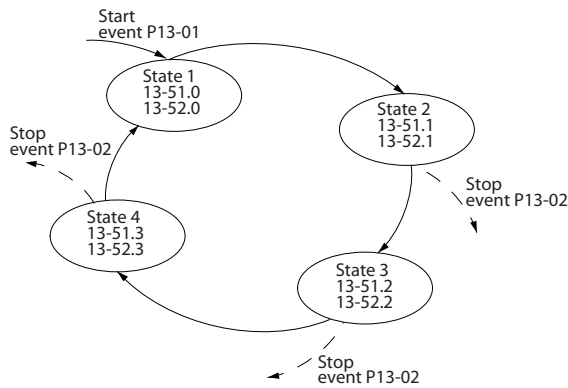 Start
event P13-01
State 1
13-51.0
13-52.0
State 2
13-51.1
13-52.1
Stop
event P13-02
Stop
event P13-02
State 4
13-51.3
13-52.3
State 3
13-51.2
13-52.2
Stop
event P13-02